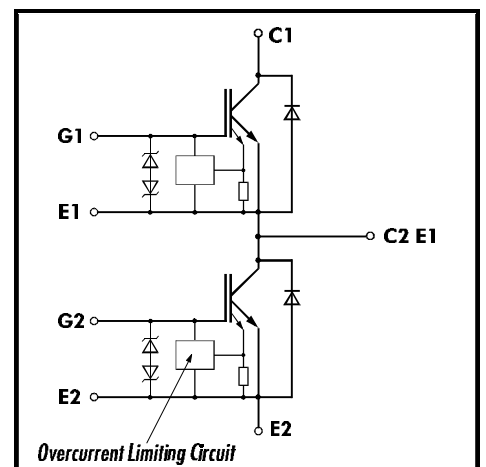 C1
G1
E1
C2 E1
G2
E2
E2
Overcurrent Limiting Circuit